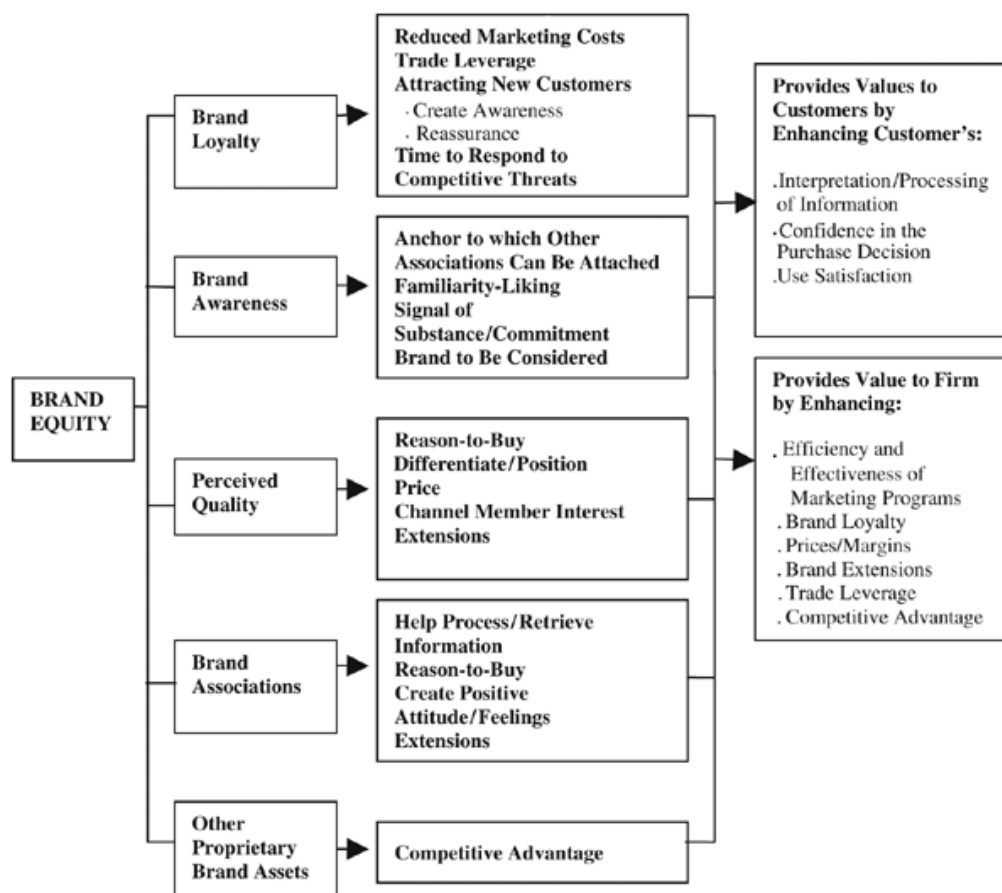 BRAND
EQUITY
Brand
Loyalty
Reduced Marketing Costs
Trade Leverage
Attracting New Customers
. Create Awareness
. Reassurance
Time to Respond to
Competitive Threats
Brand
Awareness
Anchor to which Other
Associations Can Be Attached
Familiarity-Liking
Signal of
Substance/Commitment
Brand to Be Considered
Perceived
Quality
Reason-to-Buy
Differentiate/Position
Price
Channel Member Interest
Extensions
Brand
Associations
Help Process/Retrieve
Information
Reason-to-Buy
Create Positive
Attitude/Feelings
Extensions
Other
Proprietary
Brand Assets
Competitive Advantage
Provides Values to
Customers by
Enhancing Customer's:
.Interpretation/Processing
of Information
.Confidence in the
Purchase Decision
.Use Satisfaction
Provides Value to Firm
by Enhancing:
. Efficiency and
Effectiveness of
Marketing Programs
. Brand Loyalty
. Prices/Margins
. Brand Extensions
. Trade Leverage
. Competitive Advantage